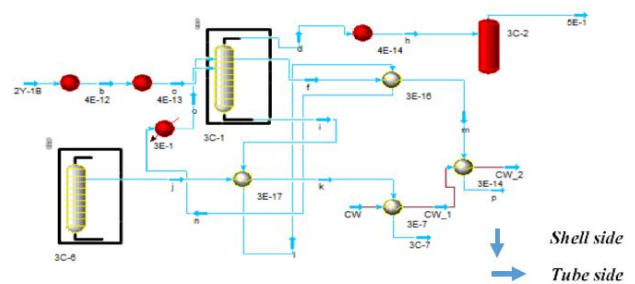 5E-1
d
h
3C-2
4E-14
2Y-1B
b
o
4E-12
4E-13
o
f
3E-16
3C-1
i
m
3E-1
j
3E-17
k
3E-14
CW_2
p
n
CW
3E-7
CW_1
l
3C-7
3C-6
Shell side
Tube side